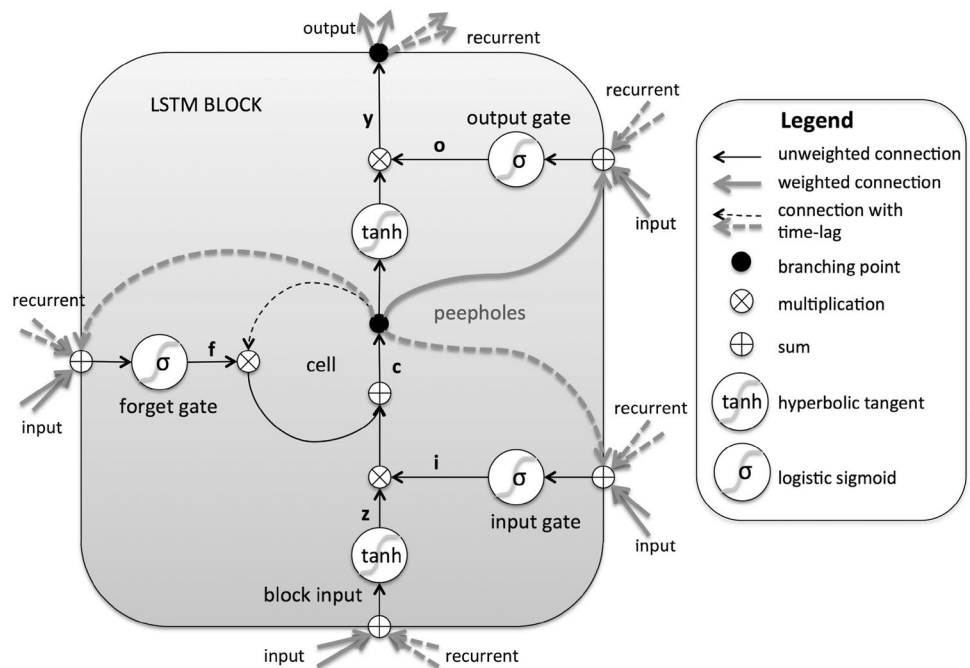 output
recurrent
LSTM BLOCK
y
output gate
recurrent
o
σ
input
tanh
peepholes
recurrent
σ
f
cell
c
forget gate
input
recurrent
i
σ
input gate
z
input
tanh
block input
input
recurrent
Legend
unweighted connection
weighted connection
connection with
time-lag
branching point
multiplication
sum
tanh hyperbolic tangent
σ logistic sigmoid